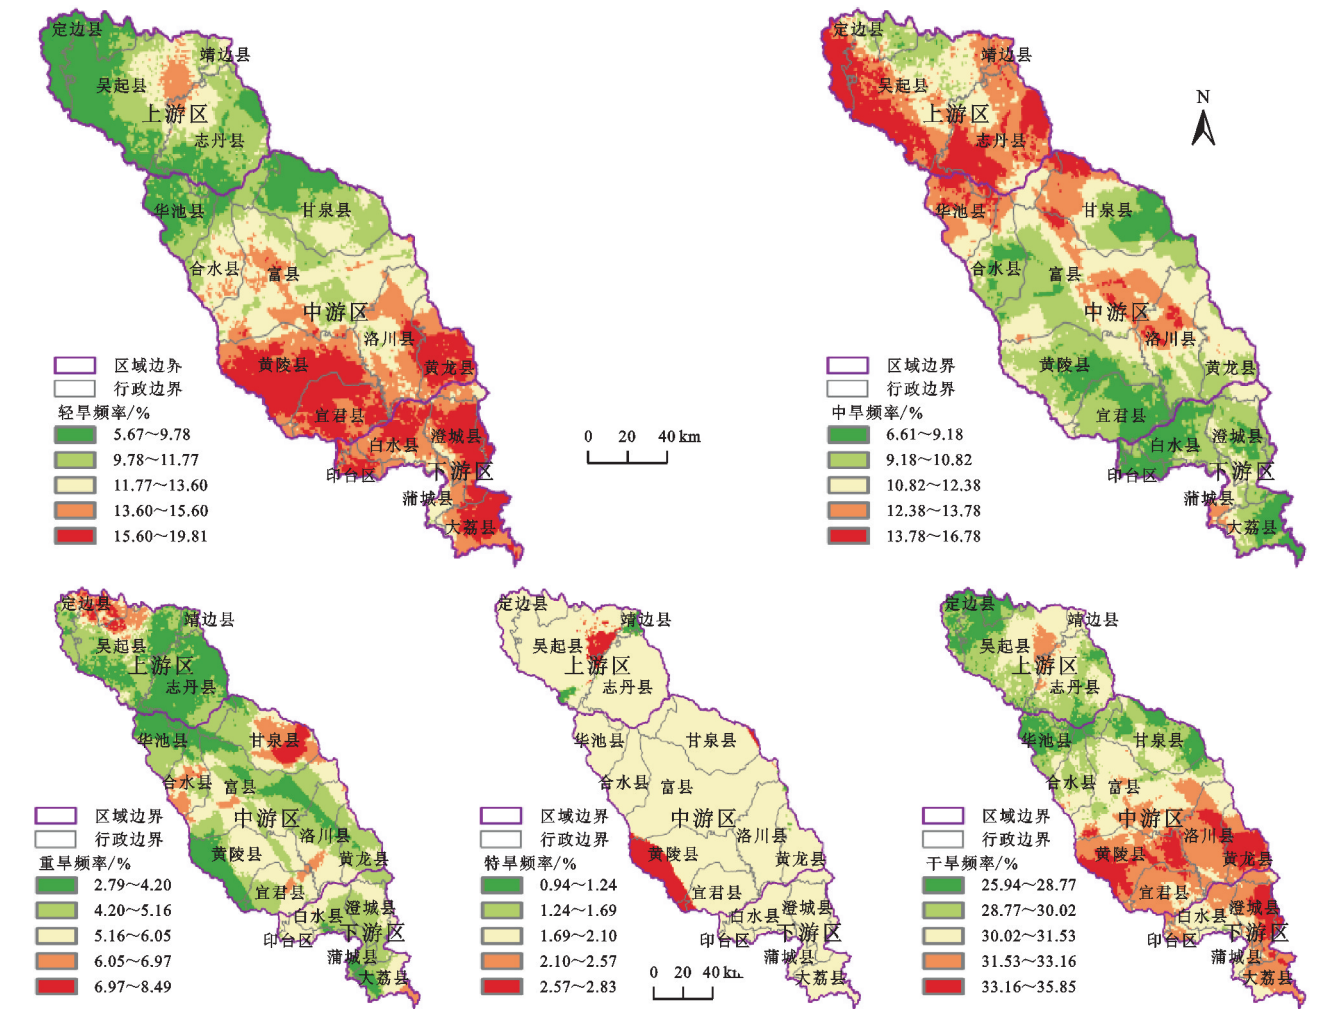 定边县
靖边县
吴起县
上游区
志丹县
华池县
甘泉县
合水县
富县
中游区
洛川县
黄陵县
黄龙县
宜君县
白水县
澄城县
印台区
下游区
蒲城县
大荔县
区域边界
行政边界
轻旱频率/%
5.67～9.78
9.78～11.77
11.77～13.60
13.60～15.60
15.60～19.81
0 20 40 km
定边县
靖边县
吴起县
上游区
志丹县
N
华池县
甘泉县
合水县
富县
中游区
洛川县
黄陵县
黄龙县
宜君县
白水县
澄城县
印台区
下游区
蒲城县
大荔县
区域边界
行政边界
中旱频率/%
6.61～9.18
9.18～10.82
10.82～12.38
12.38～13.78
13.78～16.78
定边县
靖边县
吴起县
上游区
志丹县
华池县
甘泉县
合水县
富县
中游区
洛川县
黄陵县
黄龙县
宜君县
白水县
澄城县
印台区
下游区
蒲城县
大荔县
区域边界
行政边界
重旱频率/%
2.79～4.20
4.20～5.16
5.16～6.05
6.05～6.97
6.97～8.49
定边县
靖边县
吴起县
上游区
志丹县
华池县
甘泉县
合水县
富县
中游区
洛川县
黄陵县
黄龙县
宜君县
白水县
澄城县
印台区
下游区
蒲城县
大荔县
区域边界
行政边界
特旱频率/%
0.94～1.24
1.24～1.69
1.69～2.10
2.10～2.57
2.57～2.83
0 20 40 km
定边县
靖边县
吴起县
上游区
志丹县
华池县
甘泉县
合水县
富县
中游区
洛川县
黄陵县
黄龙县
宜君县
白水县
澄城县
印台区
下游区
蒲城县
大荔县
区域边界
行政边界
干旱频率/%
25.94～28.77
28.77～30.02
30.02～31.53
31.53～33.16
33.16～35.85